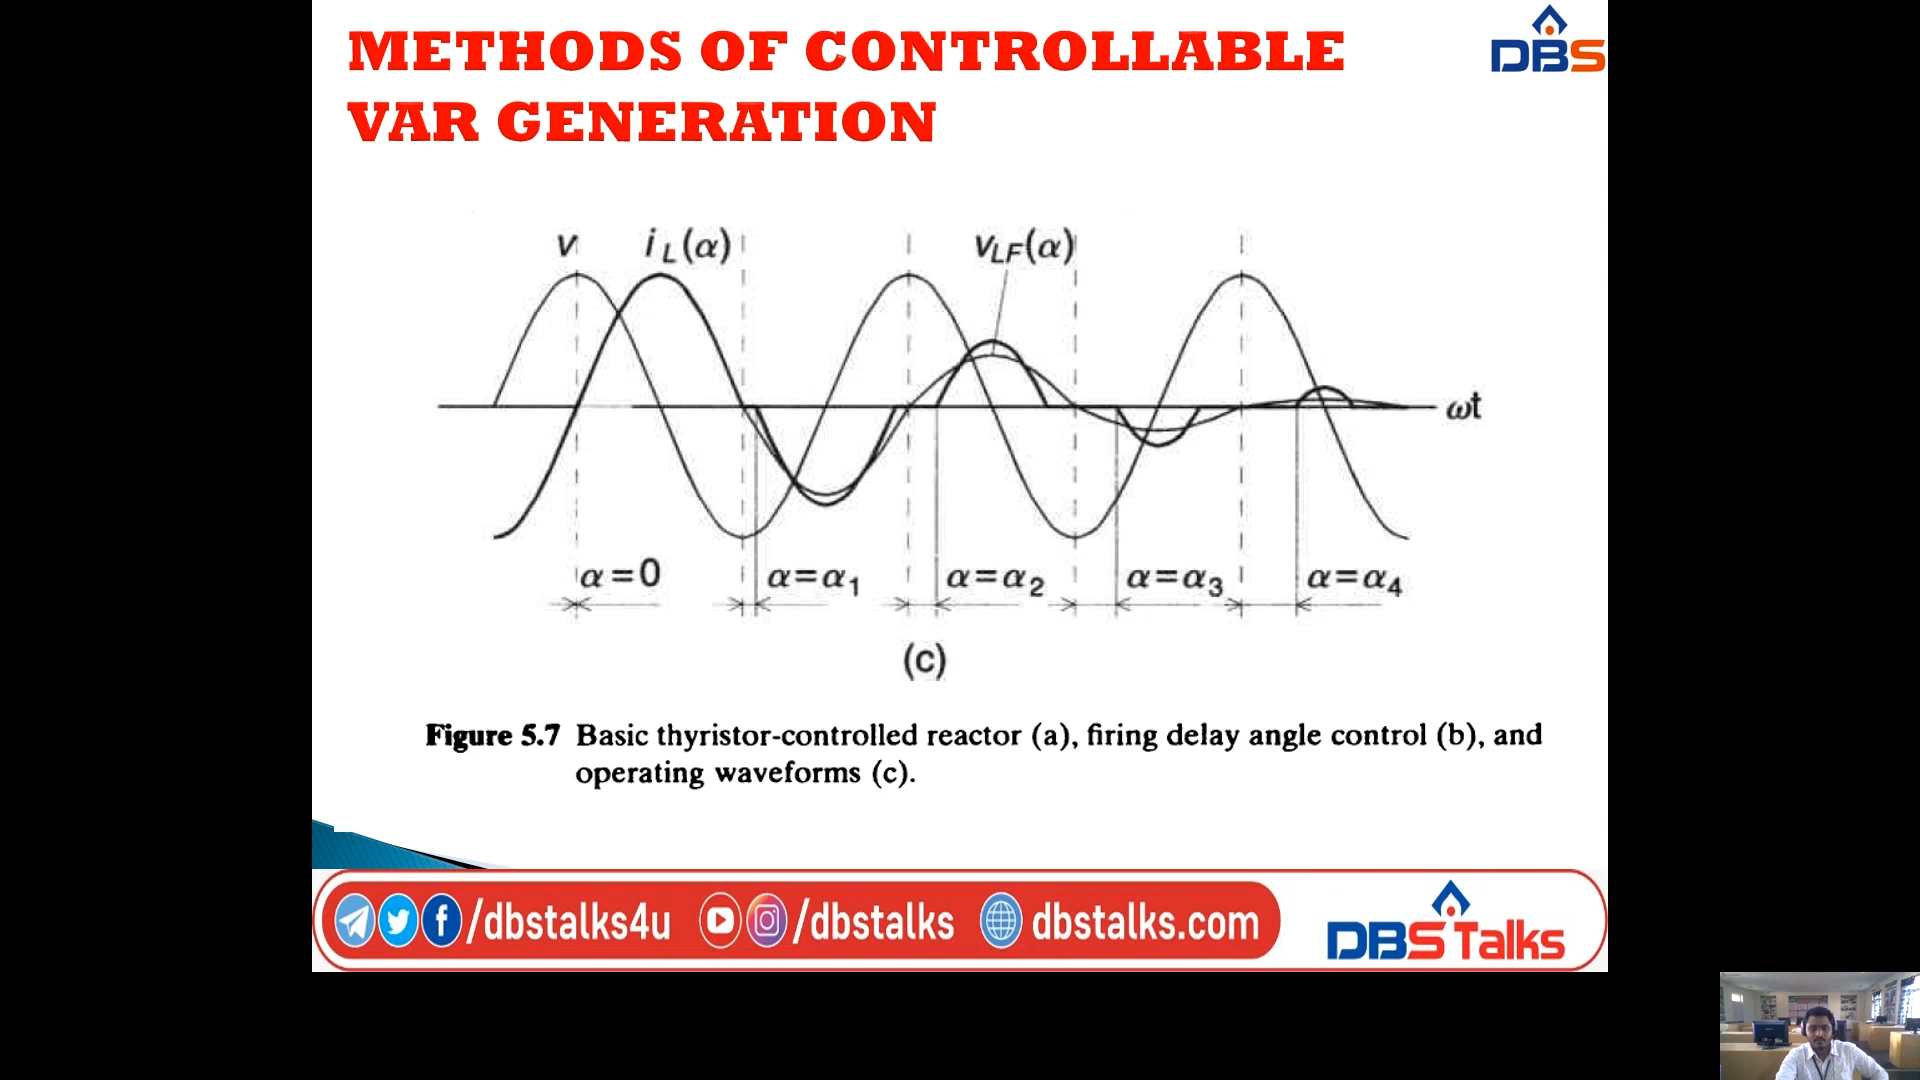 METHODS OF CONTROLLABLE
VAR GENERATION
DBS
v iL(α) vLF(α)
ωt
α=0 α=α1 α=α2 α=α3 α=α4
(c)
Figure 5.7 Basic thyristor-controlled reactor (a), firing delay angle control (b), and
operating waveforms (c).
/dbstalks4u /dbstalks dbstalks.com
DBS Talks